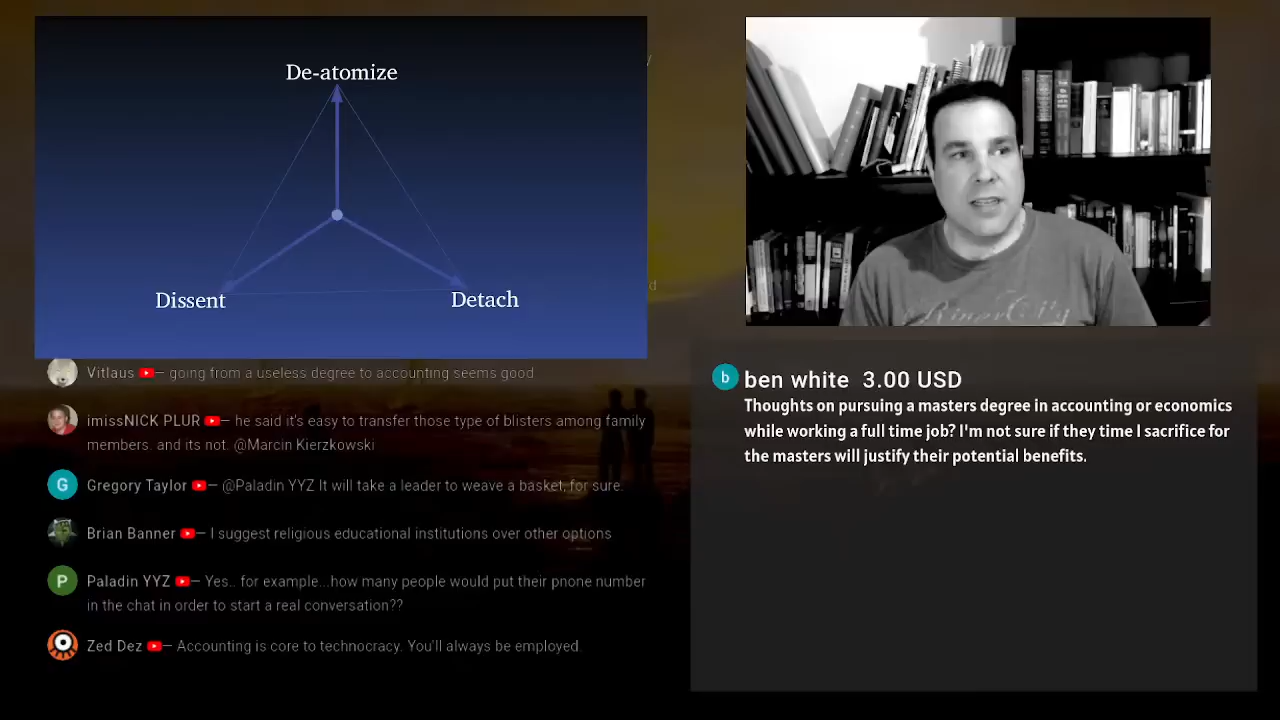 De-atomize
Dissent
Detach
Vitlaus — going from a useless degree to accounting seems good
imissNICK PLUR — he said it's easy to transfer those type of blisters among family
members. and its not. @Marcin Kierzkowski
G
Gregory Taylor — @Paladin YYZ It will take a leader to weave a basket, for sure.
Brian Banner — I suggest religious educational institutions over other options
P
Paladin YYZ — Yes.. for example...how many people would put their pnone number
in the chat in order to start a real conversation??
Zed Dez — Accounting is core to technocracy. You'll always be employed
b
ben white 3.00 USD
Thoughts on pursuing a masters degree in accounting or economics
while working a full time job? I'm not sure if they time I sacrifice for
the masters will justify their potential benefits.